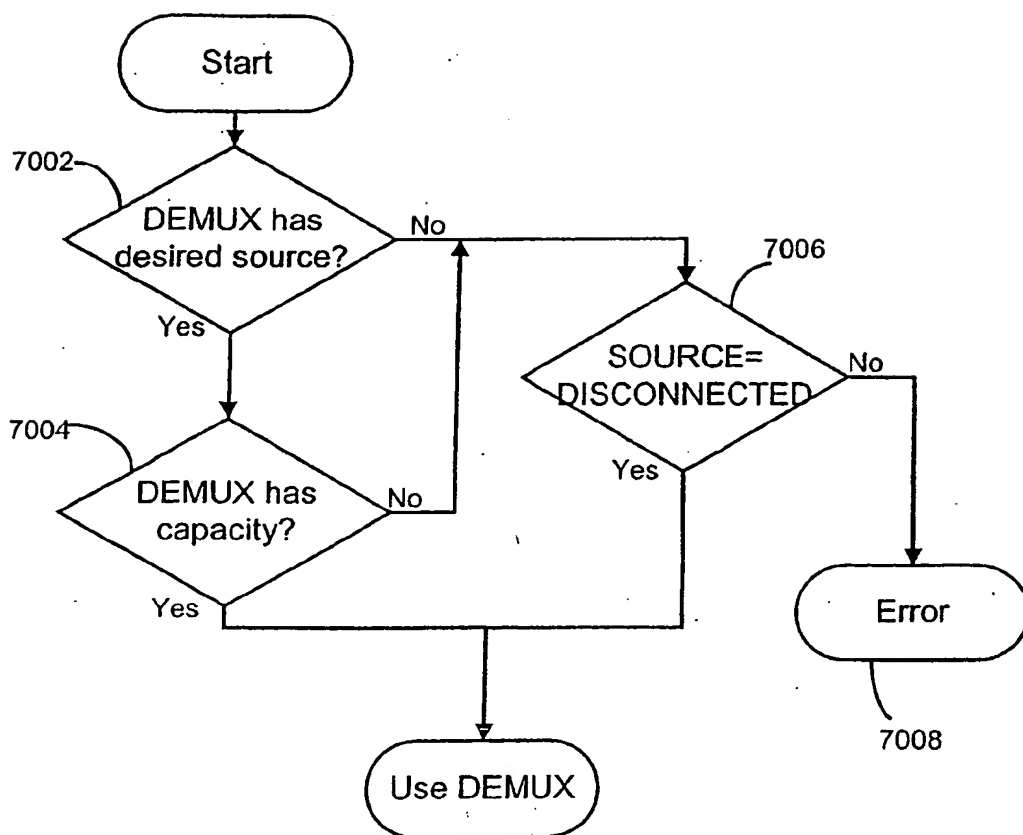 Start
7002
DEMUX has
desired source?
No
Yes
7006
SOURCE=
DISCONNECTED
No
Yes
7004
DEMUX has
capacity?
No
Yes
Error
7008
Use DEMUX